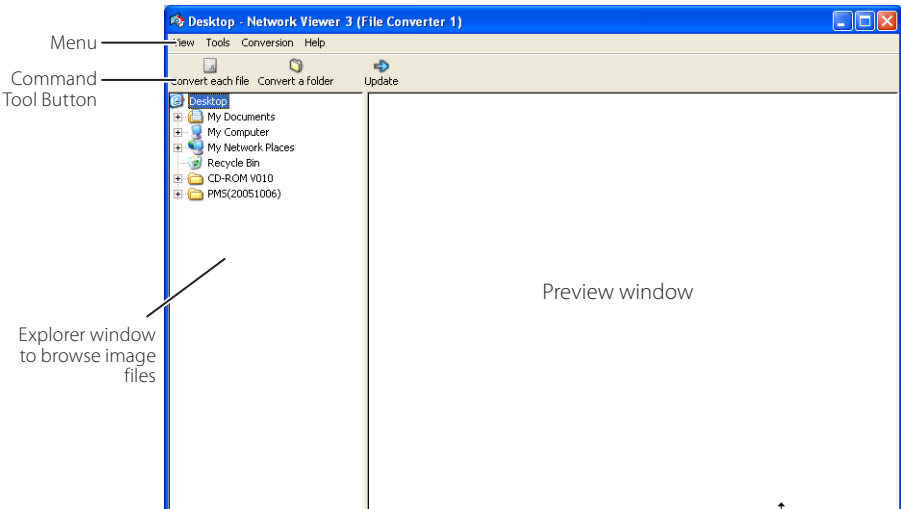 Desktop - Network Viewer 3 (File Converter 1)
Menu
View Tools Conversion Help
Command
Tool Button
Convert each file Convert a folder Update
Desktop
My Documents
My Computer
My Network Places
Recycle Bin
CD-ROM V010
PMS(20051006)
Preview window
Explorer window
to browse image
files